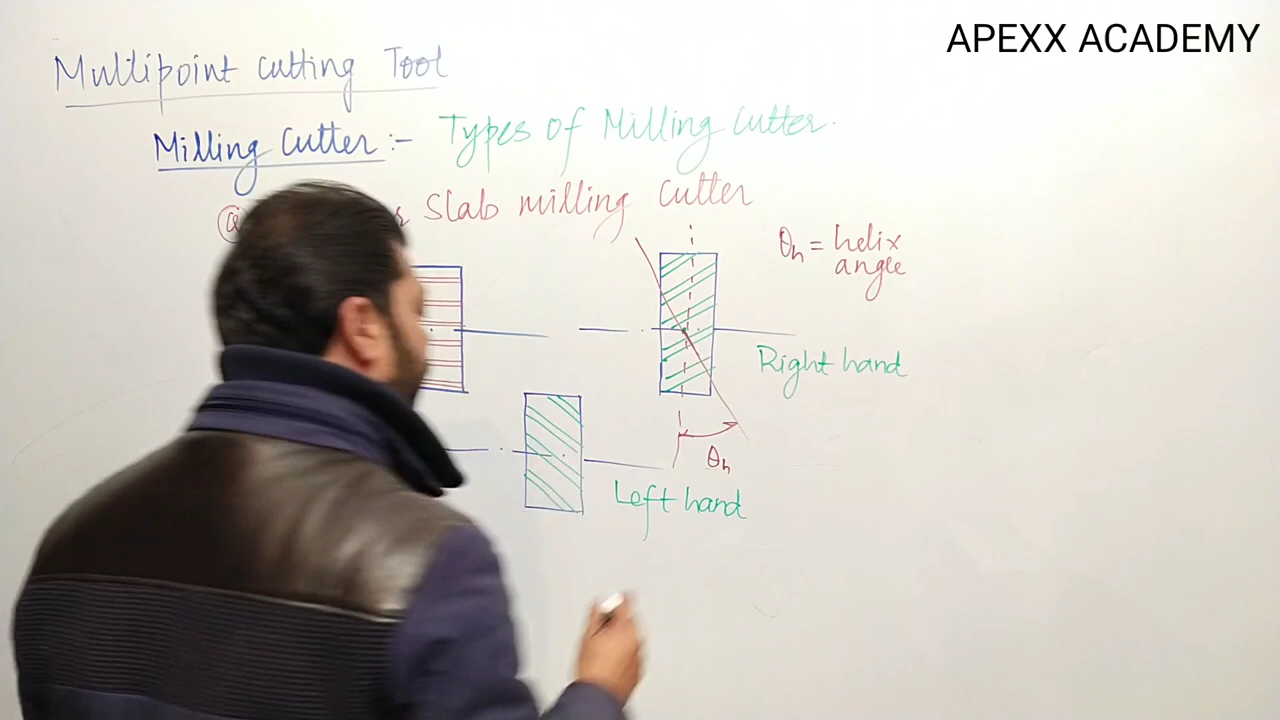 APEXX ACADEMY
Multipoint cutting Tool
Milling Cutter :- Types of Milling Cutter.
@ Slab milling cutter
θh = helix
angle
Right hand
θh
Left hand